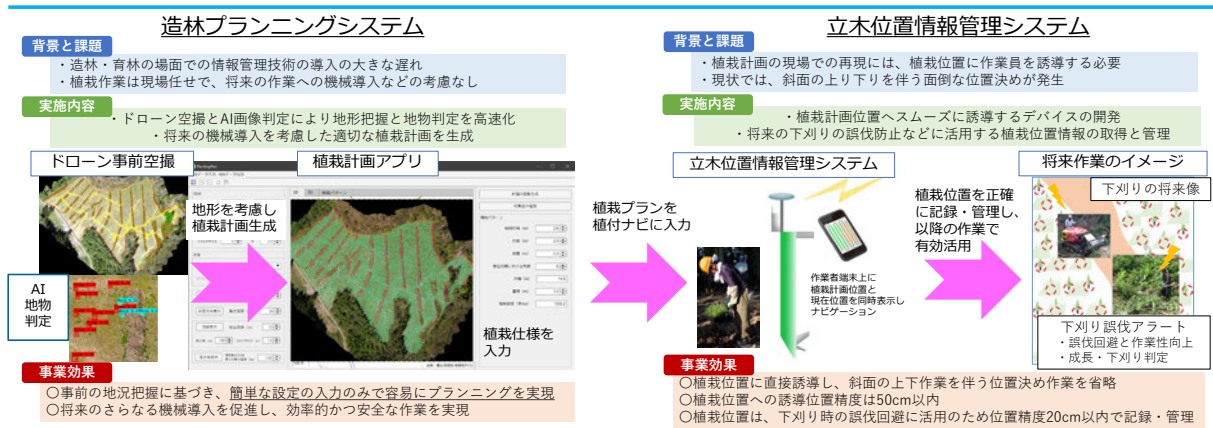 造林プランニングシステム
背景と課題
・造林・育林の場面での情報管理技術の導入の大きな遅れ
・植栽作業は現場任せで、将来の作業への機械導入などの考慮なし
実施内容
・ドローン空撮とAI画像判定により地形把握と地物判定を高速化
・将来の機械導入を考慮した適切な植栽計画を生成
ドローン事前空撮
植栽計画アプリ
地形を考慮し
植栽計画生成
AI
地物
判定
植栽仕様を
入力
事業効果
〇事前の地況把握に基づき、簡単な設定の入力のみで容易にプランニングを実現
〇将来のさらなる機械導入を促進し、効率的かつ安全な作業を実現
植栽プランを
植付ナビに入力
立木位置情報管理システム
背景と課題
・植栽計画の現場での再現には、植栽位置に作業員を誘導する必要
・現状では、斜面の上り下りを伴う面倒な位置決めが発生
実施内容
・植栽計画位置へスムーズに誘導するデバイスの開発
・将来の下刈りの誤伐防止などに活用する植栽位置情報の取得と管理
立木位置情報管理システム
作業者端末上に
植栽計画位置と
現在位置を同時表示し
ナビゲーション
植栽位置を正確
に記録・管理し、
以降の作業で
有効活用
将来作業のイメージ
下刈りの将来像
下刈り誤伐アラート
・誤伐回避と作業性向上
・成長・下刈り判定
事業効果
〇植栽位置に直接誘導し、斜面の上下作業を伴う位置決め作業を省略
〇植栽位置への誘導位置精度は50cm以内
〇植栽位置は、下刈り時の誤伐回避に活用のため位置精度20cm以内で記録・管理